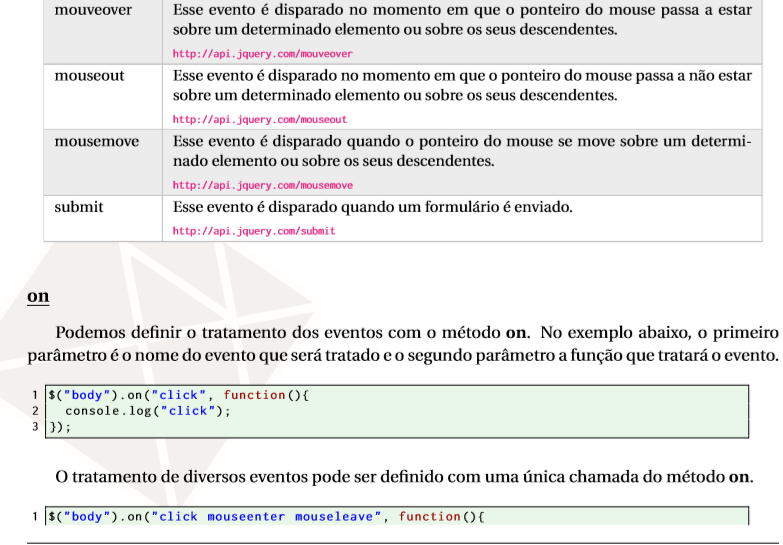 mouveover Esse evento é disparado no momento em que o ponteiro do mouse passa a estar
sobre um determinado elemento ou sobre os seus descendentes.
http://api.jquery.com/mouveover
mouseout Esse evento é disparado no momento em que o ponteiro do mouse passa a não estar
sobre um determinado elemento ou sobre os seus descendentes.
http://api.jquery.com/mouseout
mousemove Esse evento é disparado quando o ponteiro do mouse se move sobre um determi-
nado elemento ou sobre os seus descendentes.
http://api.jquery.com/mousemove
submit Esse evento é disparado quando um formulário é enviado.
http://api.jquery.com/submit
on
Podemos definir o tratamento dos eventos com o método on. No exemplo abaixo, o primeiro
parâmetro é o nome do evento que será tratado e o segundo parâmetro a função que tratará o evento.
1 $("body").on("click", function(){
2 console.log("click");
3 });
O tratamento de diversos eventos pode ser definido com uma única chamada do método on.
1 $("body").on("click mouseenter mouseleave", function(){